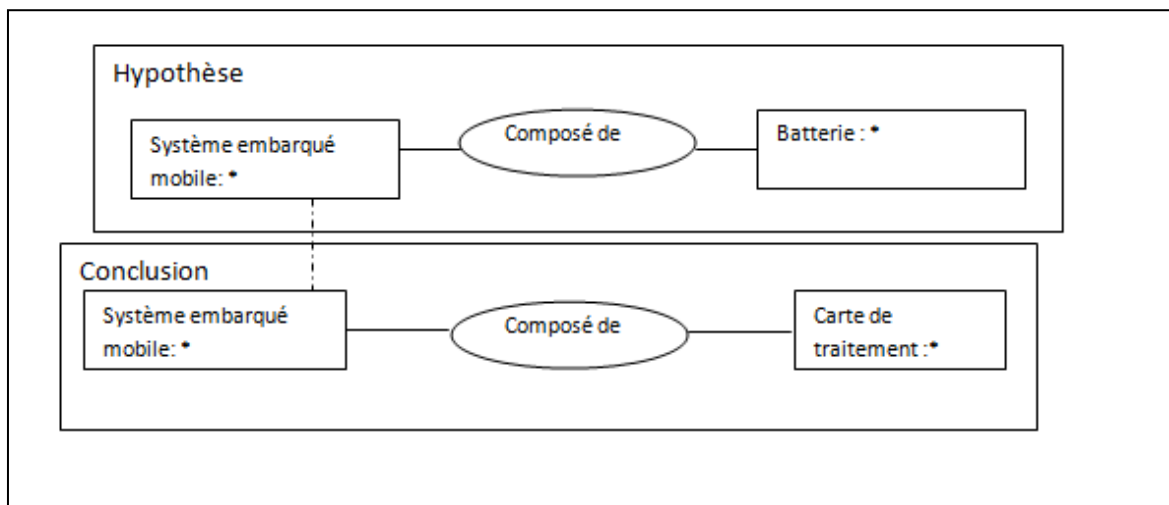 Hypothèse
Système embarqué
mobile: *
Composé de
Batterie : *
Conclusion
Système embarqué
mobile: *
Composé de
Carte de
traitement :*